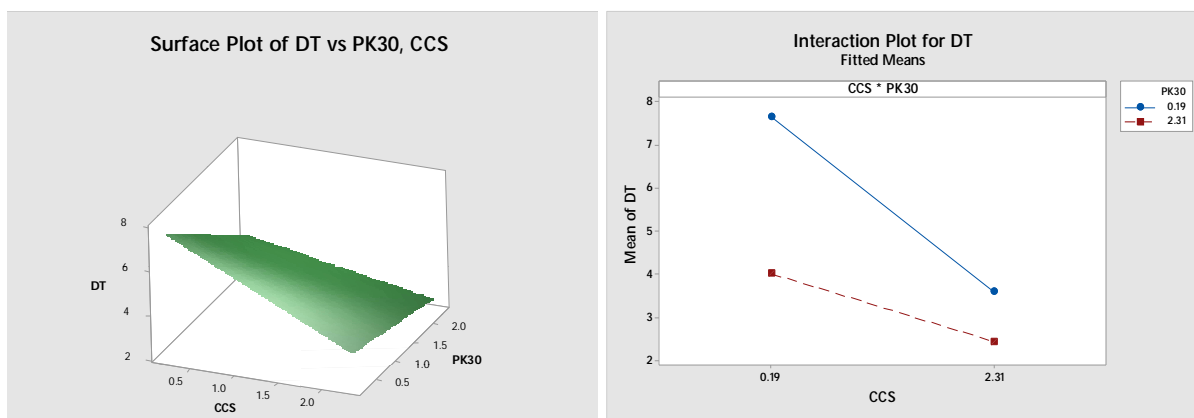 Surface Plot of DT vs PK30, CCS
8
6
DT
4
2
0.5
1.0
1.5
2.0
CCS
2.0
1.5
1.0
0.5
PK30
Interaction Plot for DT
Fitted Means
CCS * PK30
8
7
6
5
4
3
2
Mean of DT
0.19
2.31
CCS
PK30
0.19
2.31